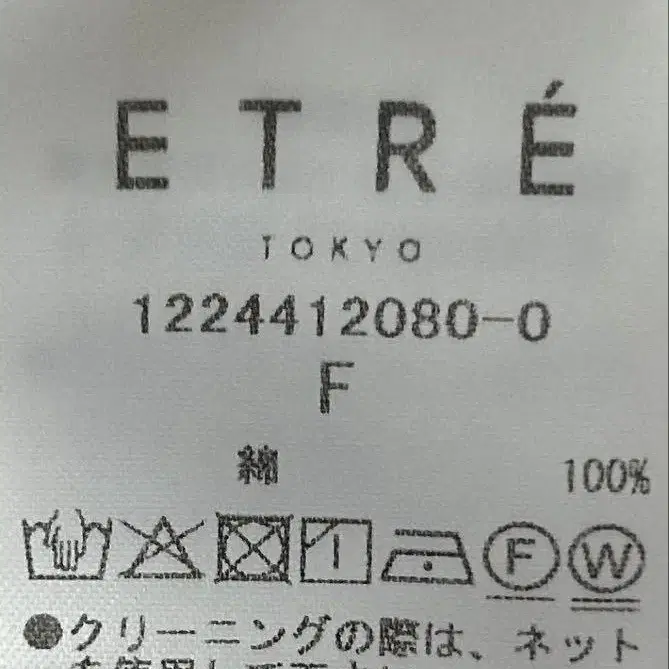 ETRÉ
TOKYO
1224412080-0
F
綿 100%
F W
●クリーニングの際は、ネット